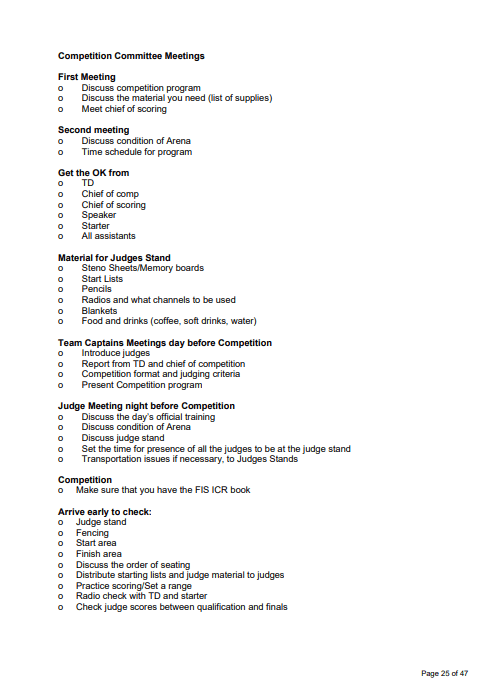 Competition Committee Meetings
First Meeting
o Discuss competition program
o Discuss the material you need (list of supplies)
o Meet chief of scoring
Second meeting
o Discuss condition of Arena
o Time schedule for program
Get the OK from
o TD
o Chief of comp
o Chief of scoring
o Speaker
o Starter
o All assistants
Material for Judges Stand
o Steno Sheets/Memory boards
o Start Lists
o Pencils
o Radios and what channels to be used
o Blankets
o Food and drinks (coffee, soft drinks, water)
Team Captains Meetings day before Competition
o Introduce judges
o Report from TD and chief of competition
o Competition format and judging criteria
o Present Competition program
Judge Meeting night before Competition
o Discuss the day's official training
o Discuss condition of Arena
o Discuss judge stand
o Set the time for presence of all the judges to be at the judge stand
o Transportation issues if necessary, to Judges Stands
Competition
o Make sure that you have the FIS ICR book
Arrive early to check:
o Judge stand
o Fencing
o Start area
o Finish area
o Discuss the order of seating
o Distribute starting lists and judge material to judges
o Practice scoring/Set a range
o Radio check with TD and starter
o Check judge scores between qualification and finals
Page 25 of 47